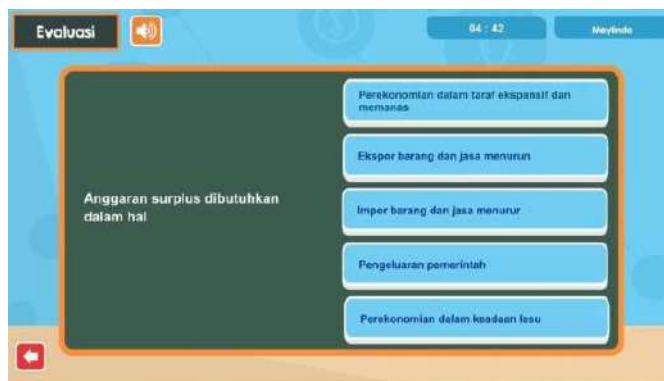 Evaluasi
04 : 42
Meylinda
Anggaran surplus dibutuhkan
dalam hal
Perekonomian dalam taraf ekspansif dan
memanas
Ekspor barang dan jasa menurun
Impor barang dan jasa menurur
Pengeluaran pemerintah
Perekonomian dalam keadaan lesu